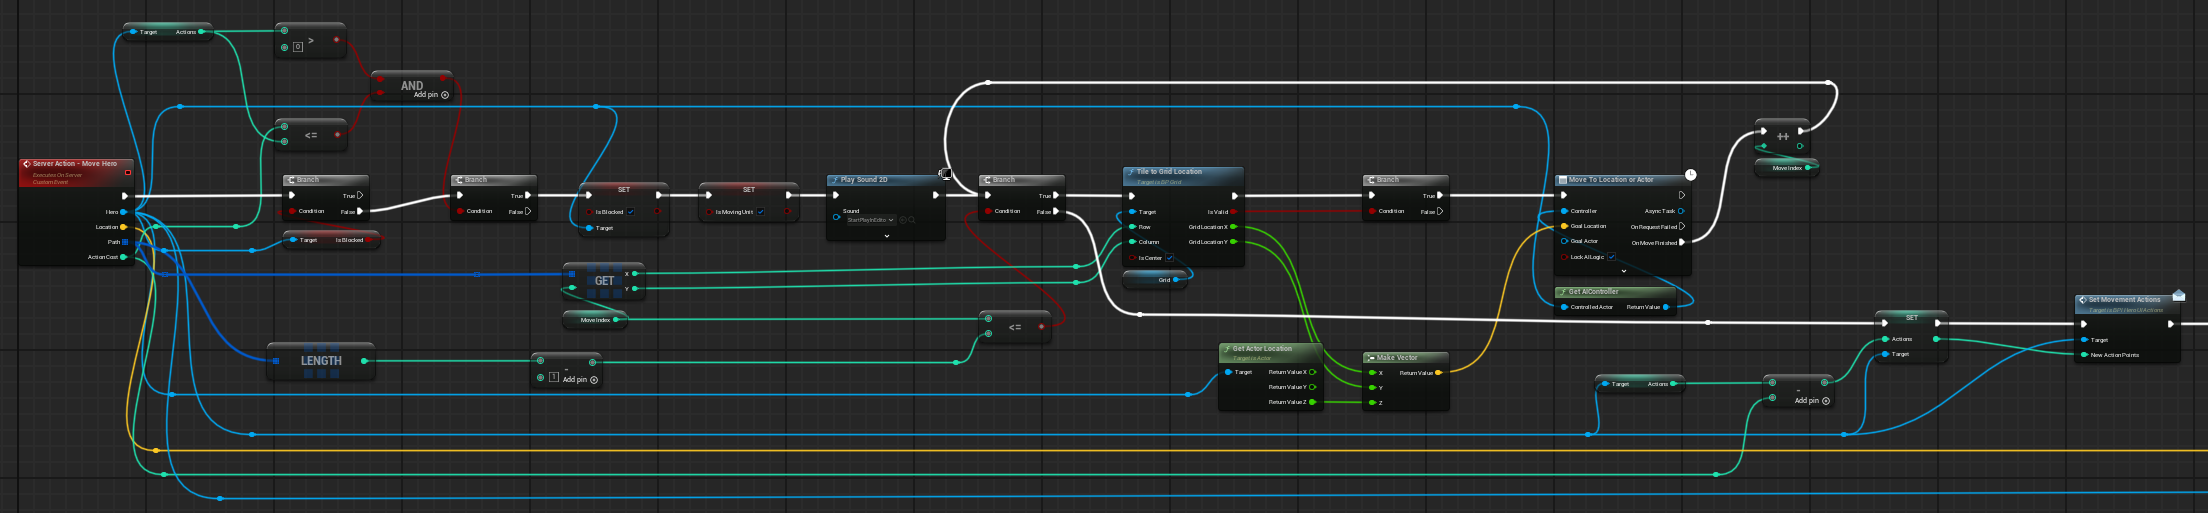 Target Actions
>
0
AND
Add pin
<=
Server Action - Move Hero
Executes On Server
Custom Event
Hero
Location
Path
Action Cost
Branch
True
Condition
False
Target Is Blocked
Branch
True
Condition
False
SET
Is Blocked
Target
SET
Is Moving Unit
Play Sound 2D
Sound
StartPlayInEdito
Branch
True
Condition
False
Tile to Grid Location
Target is BP Grid
Target
Is Valid
Row
Grid Location X
Column
Grid Location Y
Is Center
Grid
Branch
True
Condition
False
Move To Location or Actor
Controller
Async Task
Goal Location
On Request Failed
Goal Actor
On Move Finished
Lock AILogic
Get AIController
Controlled Actor
Return Value
++
Move Index
GET
X
Y
Move Index
<=
LENGTH
-
1
Add pin
Get Actor Location
Target is Actor
Target
Return Value X
Return Value Y
Return Value Z
Make Vector
X
Return Value
Y
Z
Target Actions
-
Add pin
SET
Actions
Target
Set Movement Actions
Target
New Action Points